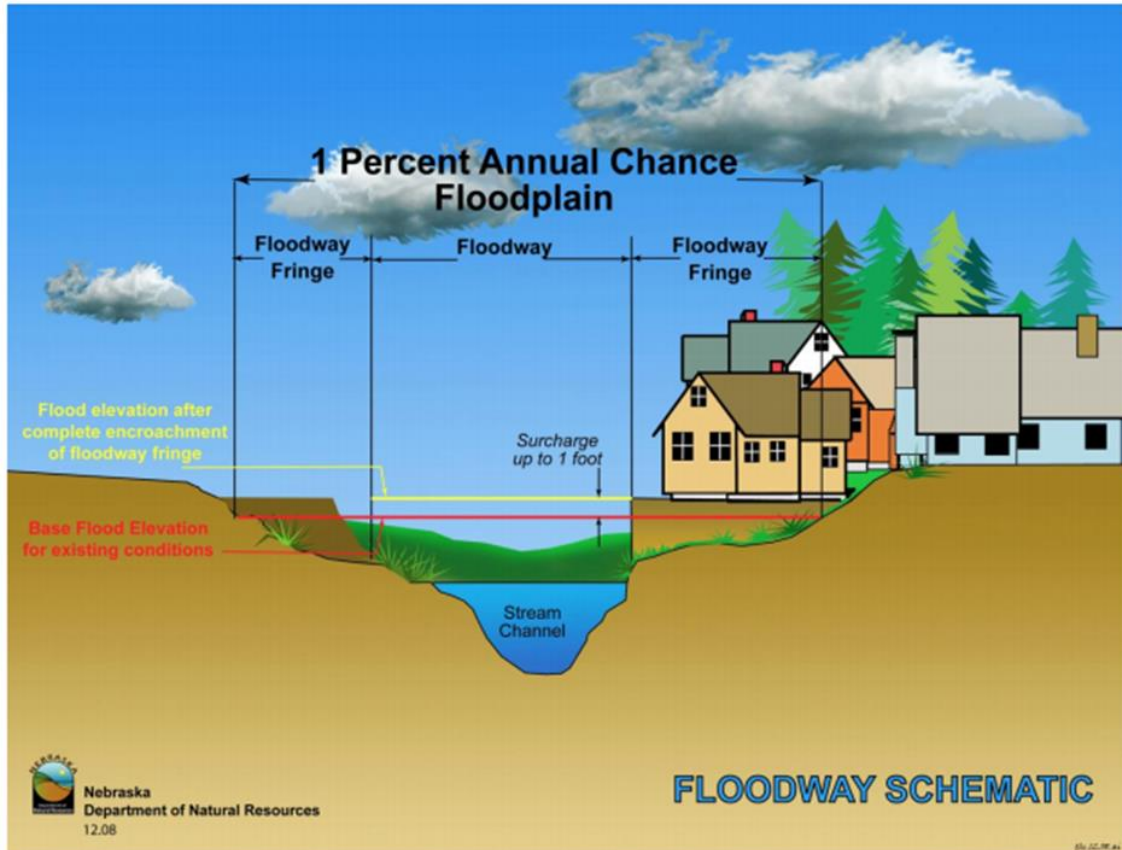 1 Percent Annual Chance
Floodplain
Floodway
Fringe
Floodway
Floodway
Fringe
Flood elevation after
complete encroachment
of floodway fringe
Surcharge
up to 1 foot
Base Flood Elevation
for existing conditions
Stream
Channel
NEBRASKA
Nebraska
Department of Natural Resources
12.08
FLOODWAY SCHEMATIC